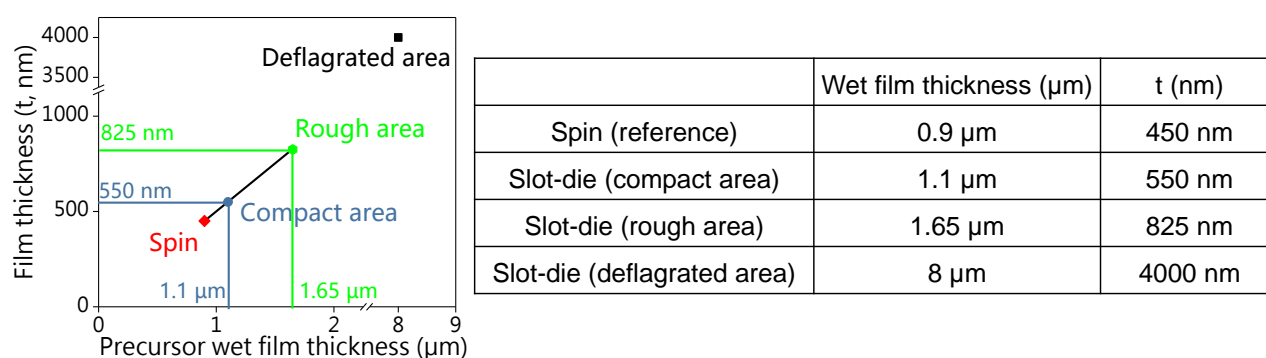 Film thickness (t, nm)
4000
3500
1000
500
0
Deflagrated area
825 nm
Rough area
550 nm
Compact area
Spin
1.1 µm
1.65 µm
0 1 2 8 9
Precursor wet film thickness (µm)
Wet film thickness (µm) t (nm)
Spin (reference) 0.9 µm 450 nm
Slot-die (compact area) 1.1 µm 550 nm
Slot-die (rough area) 1.65 µm 825 nm
Slot-die (deflagrated area) 8 µm 4000 nm